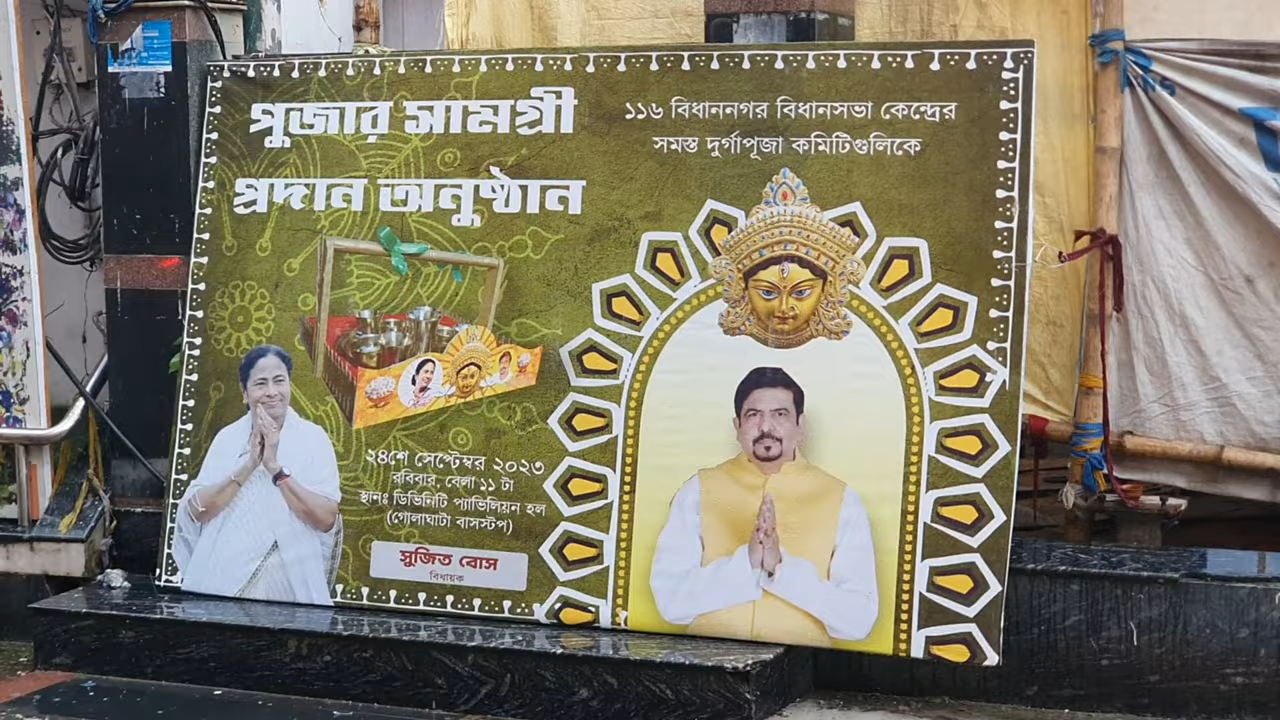 পুজোর সামগ্রী
প্রদান অনুষ্ঠান
১১৬ বিধাননগর বিধানসভা কেন্দ্রের
সমস্ত দুর্গাপূজা কমিটিগুলিকে
২৪শে সেপ্টেম্বর ২০২৩
রবিবার, বেলা ১১ টা
স্থানঃ ডিভিনিটি প্যাভিলিয়ন হল
(গোলাঘাটা বাসস্টপ)
সুজিত বোস
বিধায়ক